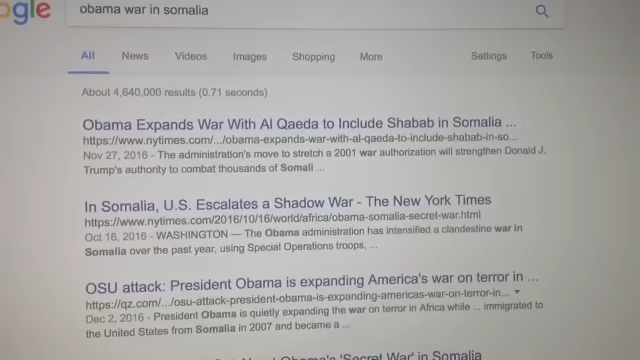 ogle
obama war in somalia
All News Videos Images Shopping More Settings Tools
About 4,640,000 results (0.71 seconds)
Obama Expands War With Al Qaeda to Include Shabab in Somalia ...
https://www.nytimes.com/.../obama-expands-war-with-al-qaeda-to-include-shabab-in-so...
Nov 27, 2016 - The administration's move to stretch a 2001 war authorization will strengthen Donald J.
Trump's authority to combat thousands of Somali ...
In Somalia, U.S. Escalates a Shadow War - The New York Times
https://www.nytimes.com/2016/10/16/world/africa/obama-somalia-secret-war.html
Oct 16, 2016 - WASHINGTON — The Obama administration has intensified a clandestine war in
Somalia over the past year, using Special Operations troops, ...
OSU attack: President Obama is expanding America's war on terror in ...
https://qz.com/.../osu-attack-president-obama-is-expanding-americas-war-on-terror-in...
Dec 2, 2016 - President Obama is quietly expanding the war on terror in Africa while ... immigrated to
the United States from Somalia in 2007 and became a ...
Obama's 'Secret War' in Somalia